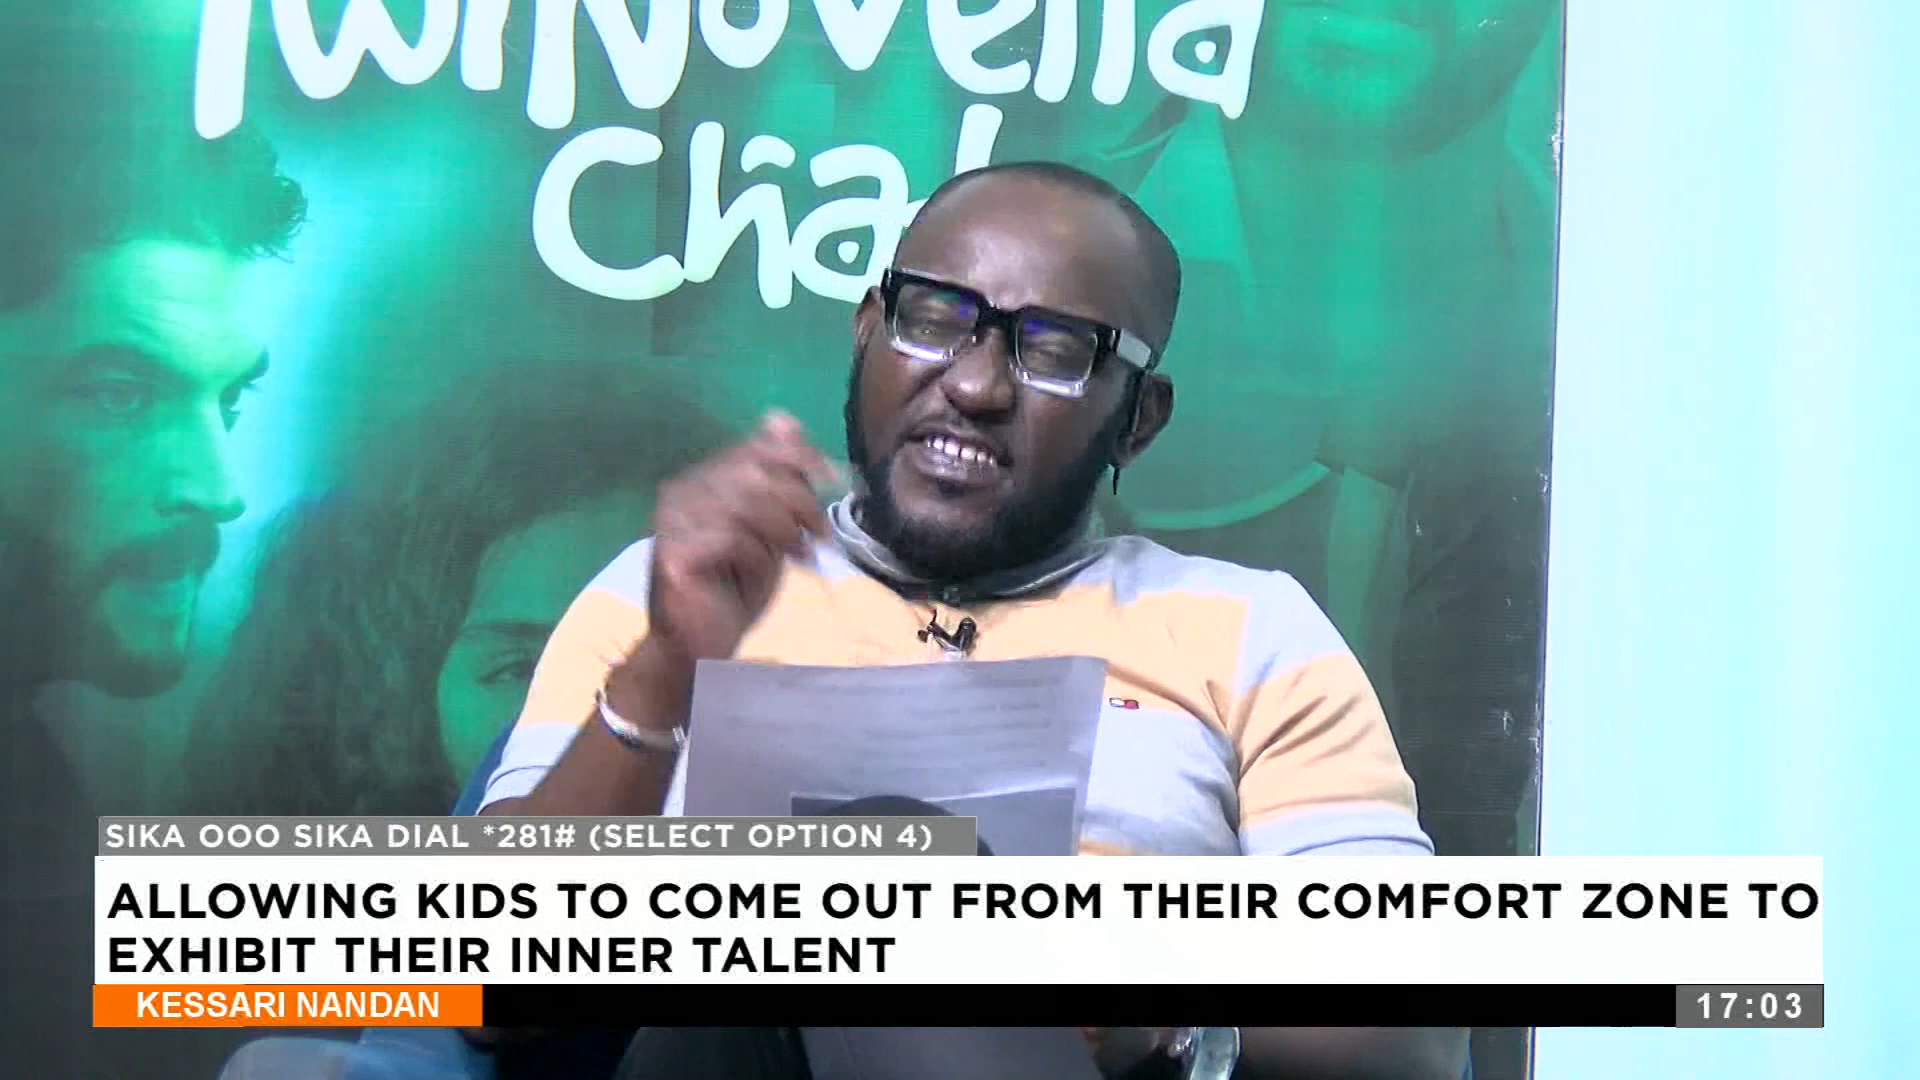 TwiNovella
Chat
SIKA OOO SIKA DIAL *281# (SELECT OPTION 4)
ALLOWING KIDS TO COME OUT FROM THEIR COMFORT ZONE TO
EXHIBIT THEIR INNER TALENT
KESSARI NANDAN
17:03